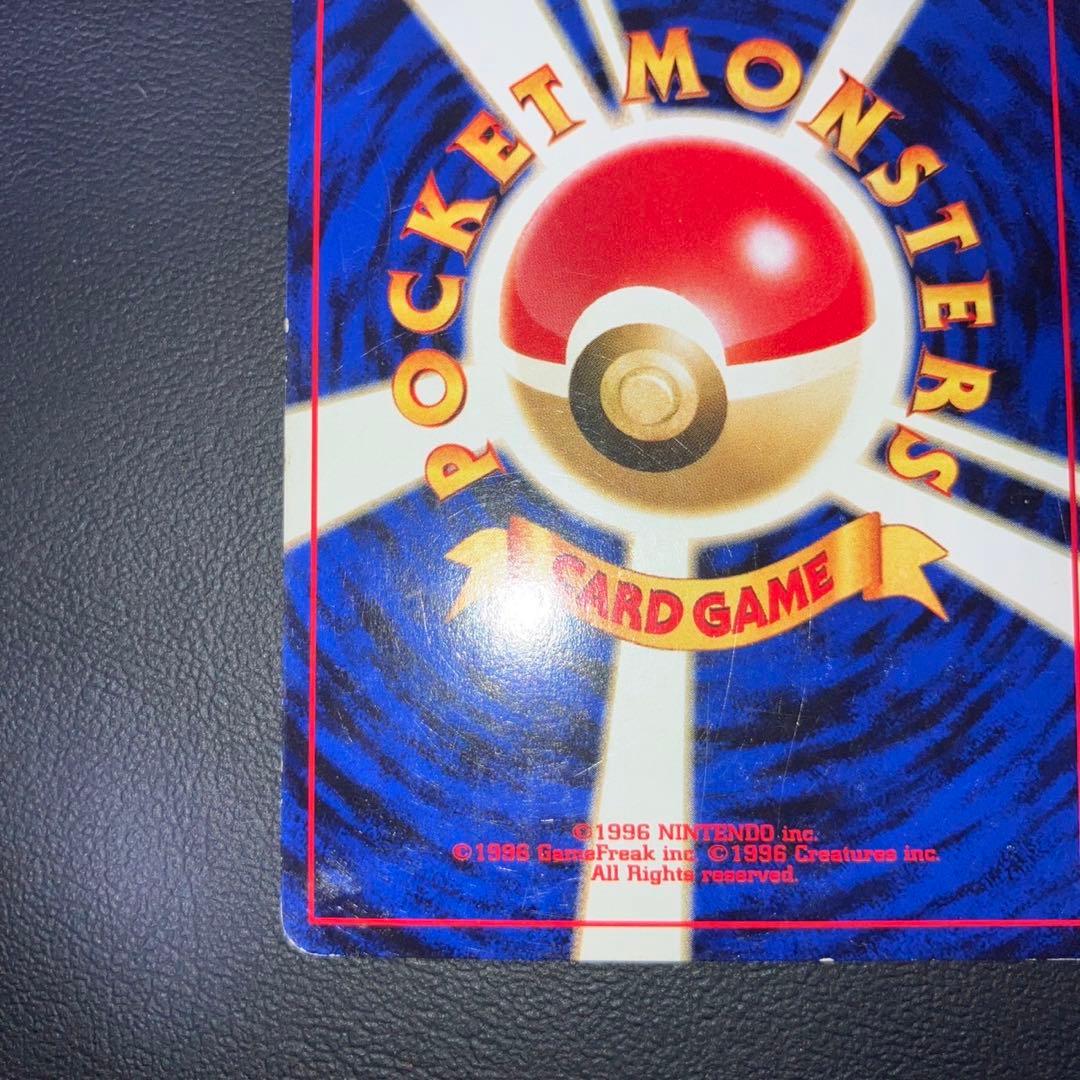 POCKET MONSTERS
CARD GAME
©1996 NINTENDO inc.
©1996 GameFreak inc. ©1996 Creatures inc.
All Rights reserved.